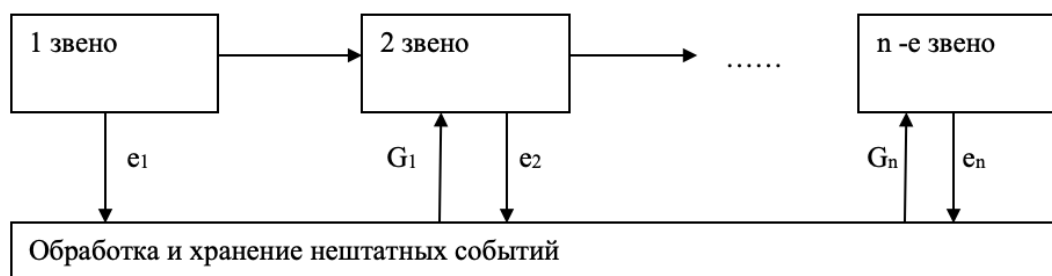 1 звено
2 звено
……
n -е звено
e1
G1
e2
Gn
en
Обработка и хранение нештатных событий